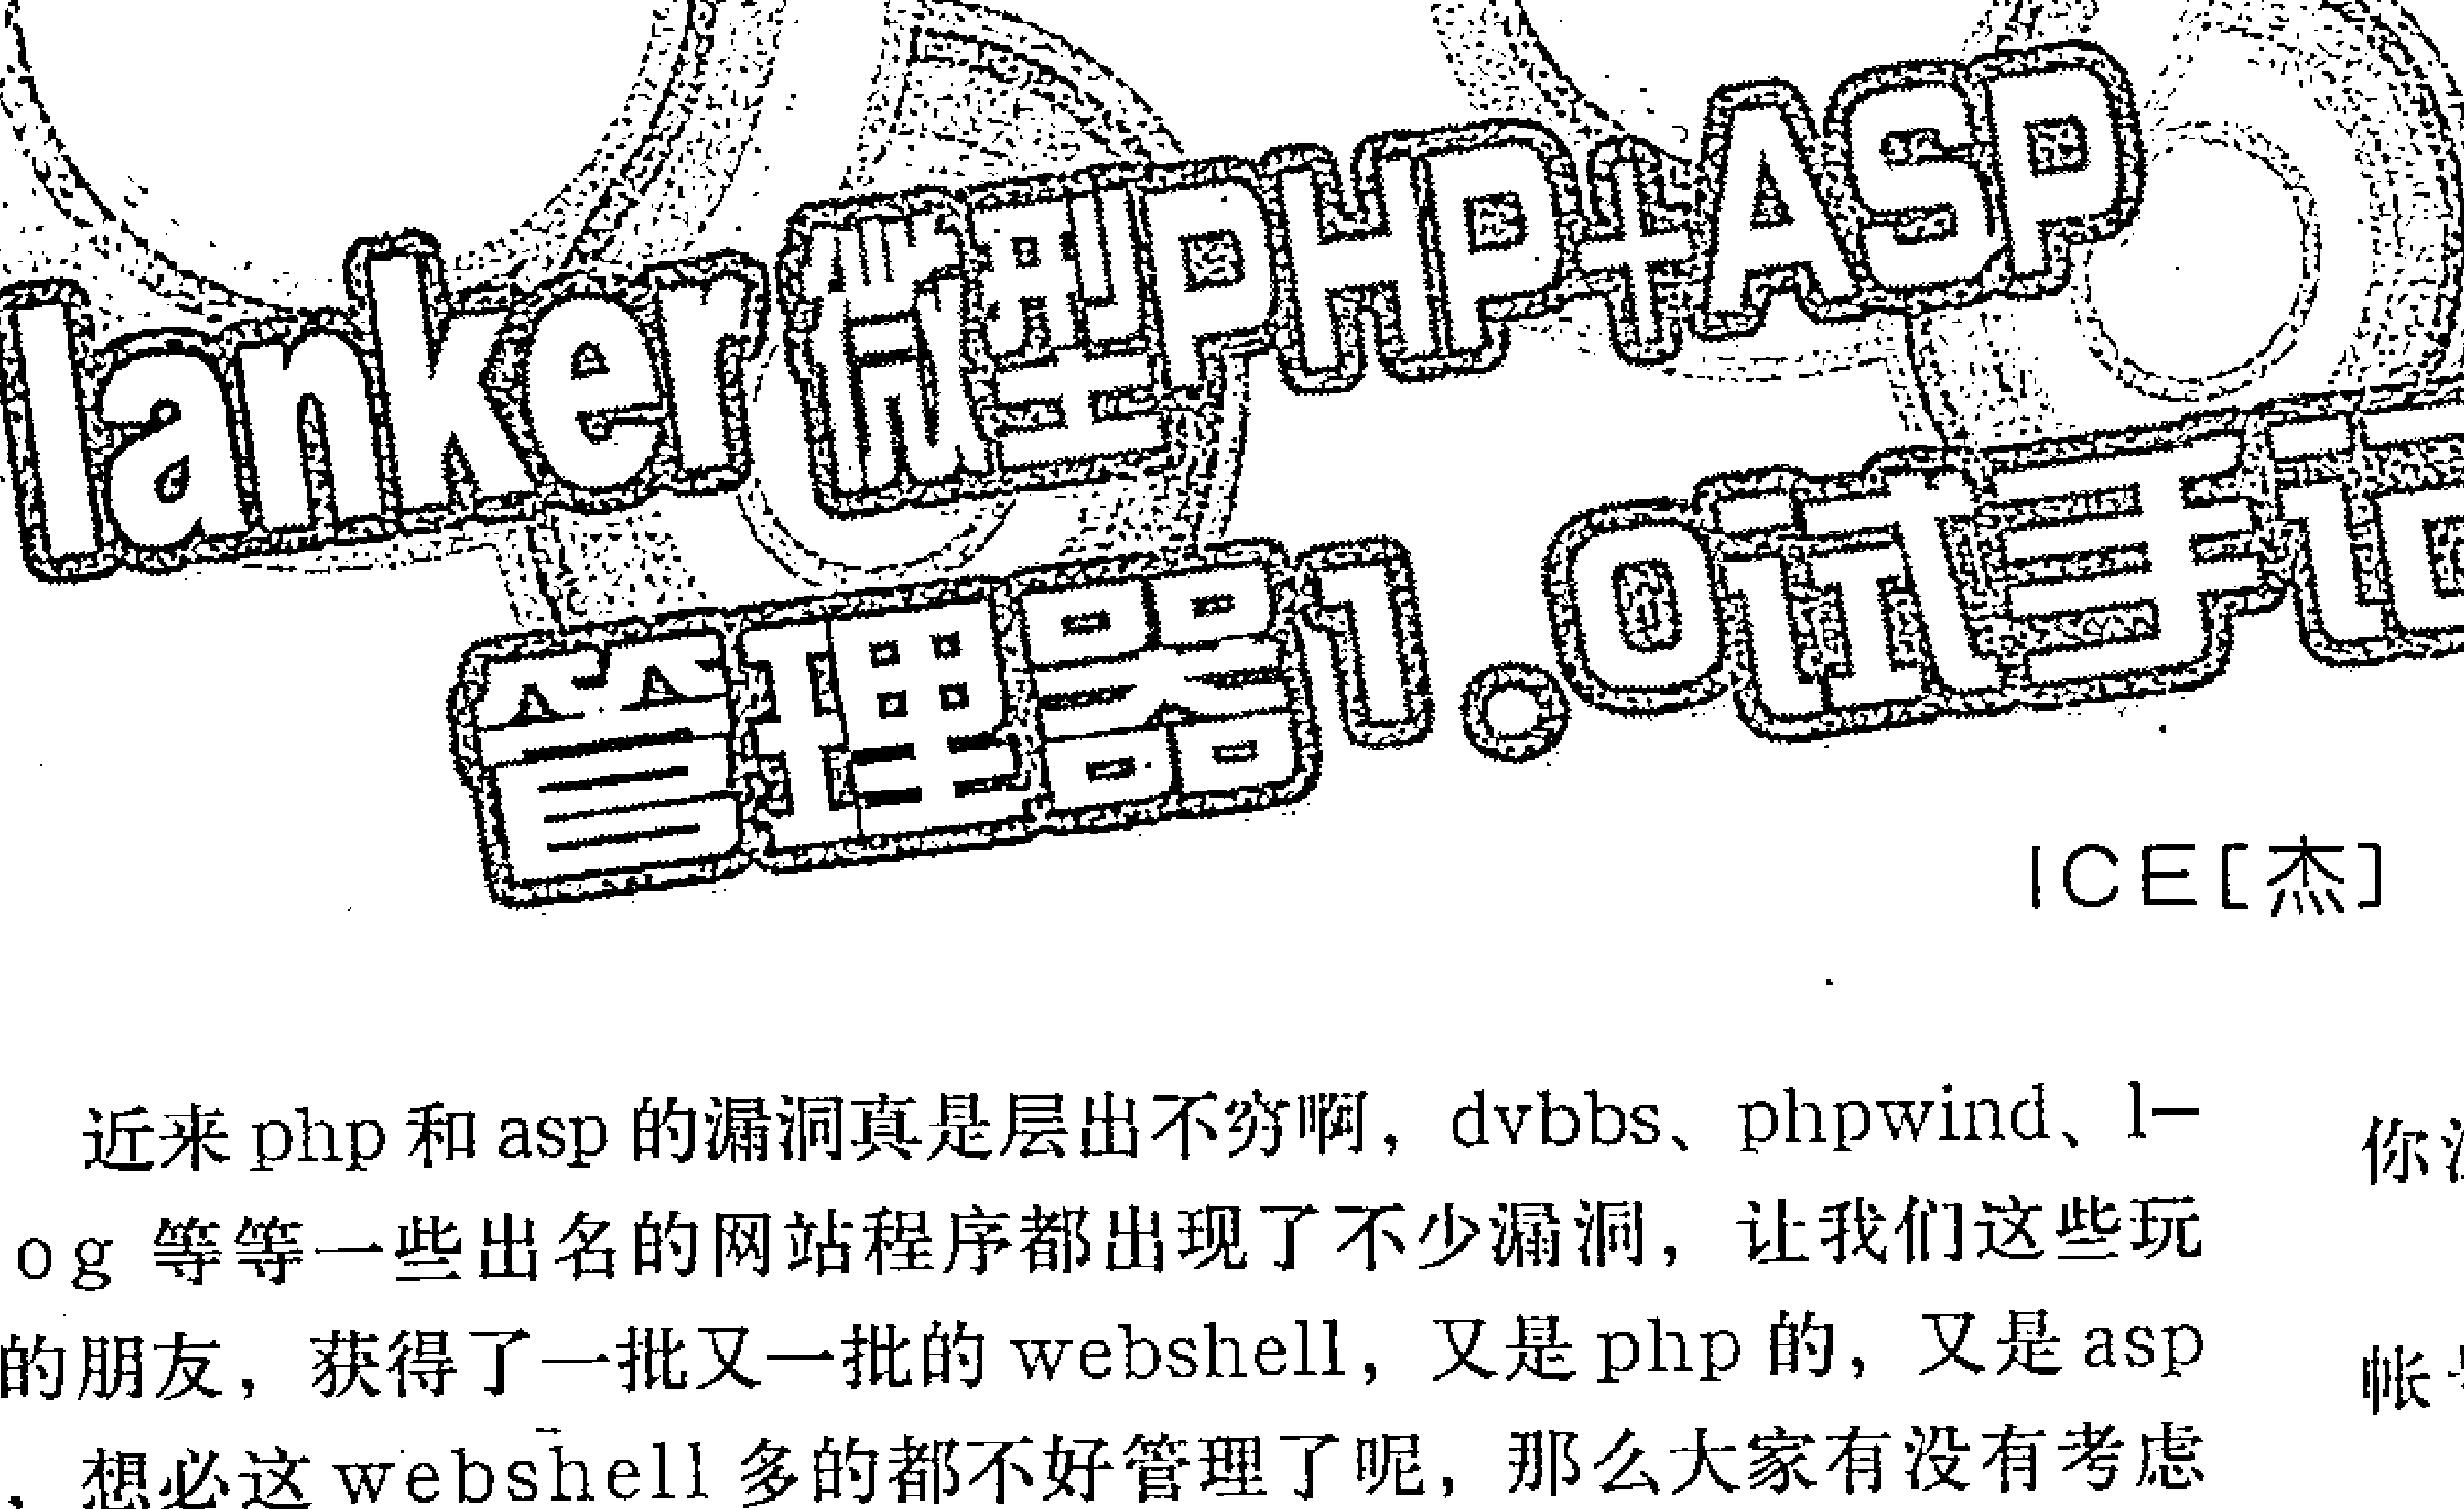 lanker微型PHP+ASP
管理器1.0试手记
ICE[杰]
近来php和asp的漏洞真是层出不穷啊，dvbbs、phpwind、l-
og 等等一些出名的网站程序都出现了不少漏洞，让我们这些玩
的朋友，获得了一批又一批的webshell，又是php的，又是asp
，想必这webshell多的都不好管理了呢，那么大家有没有考虑
你
帐